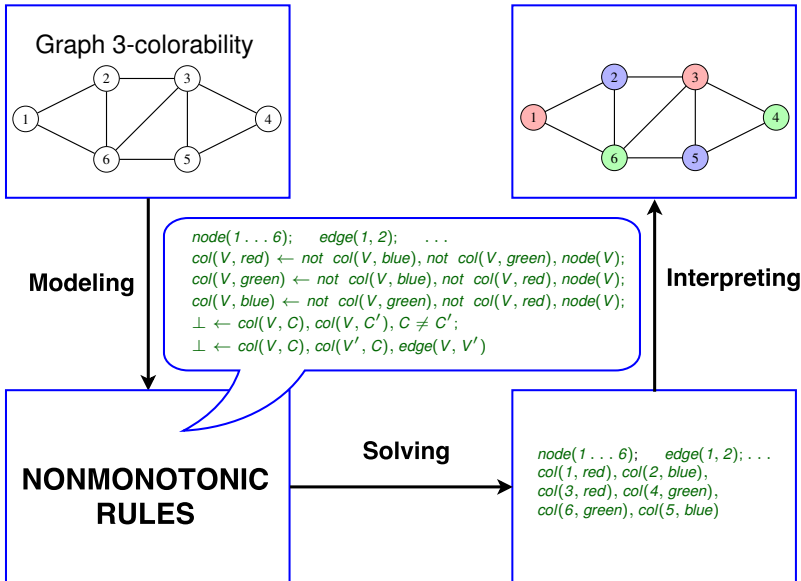 Graph 3-colorability
2 3
1 4
6 5
2 3
1 4
6 5
Modeling
node(1 . . . 6); edge(1, 2); . . .
col(V, red) ← not col(V, blue), not col(V, green), node(V);
col(V, green) ← not col(V, blue), not col(V, red), node(V);
col(V, blue) ← not col(V, green), not col(V, red), node(V);
⊥ ← col(V, C), col(V, C′), C ≠ C′;
⊥ ← col(V, C), col(V′, C), edge(V, V′)
Interpreting
NONMONOTONIC
RULES
Solving
node(1 . . . 6); edge(1, 2); . . .
col(1, red), col(2, blue),
col(3, red), col(4, green),
col(6, green), col(5, blue)